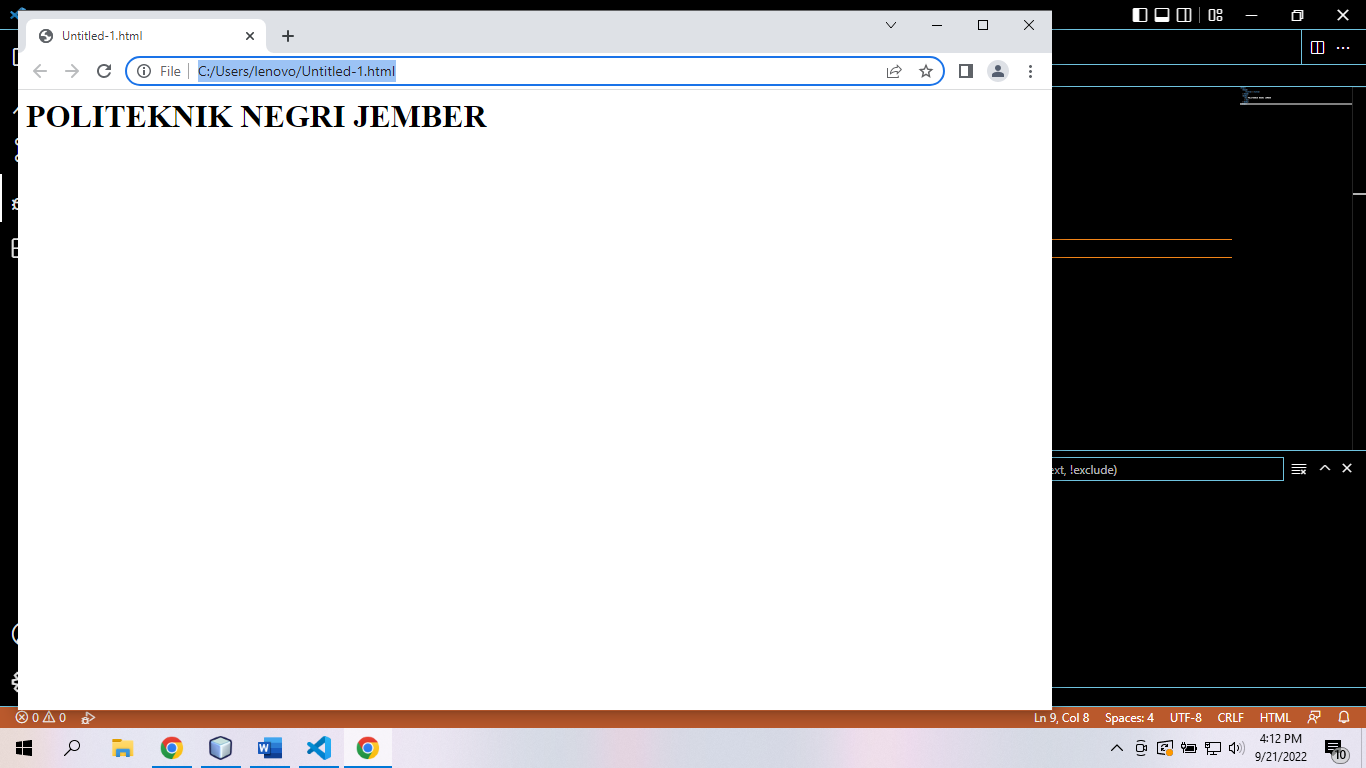 Untitled-1.html
File
C:/Users/lenovo/Untitled-1.html
POLITEKNIK NEGRI JEMBER
ext, !exclude)
0 0
Ln 9, Col 8 Spaces: 4 UTF-8 CRLF HTML
4:12 PM
9/21/2022
10